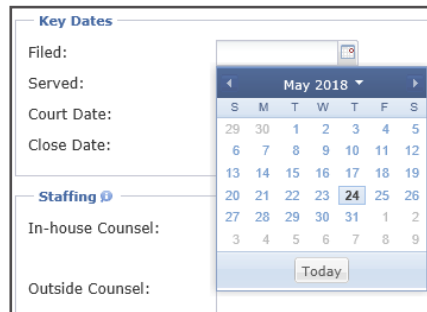 Key Dates
Filed:
Served:
Court Date:
Close Date:
May 2018
S M T W T F S
29 30 1 2 3 4 5
6 7 8 9 10 11 12
13 14 15 16 17 18 19
20 21 22 23 24 25 26
27 28 29 30 31 1 2
3 4 5 6 7 8 9
Today
Staffing
In-house Counsel:
Outside Counsel: